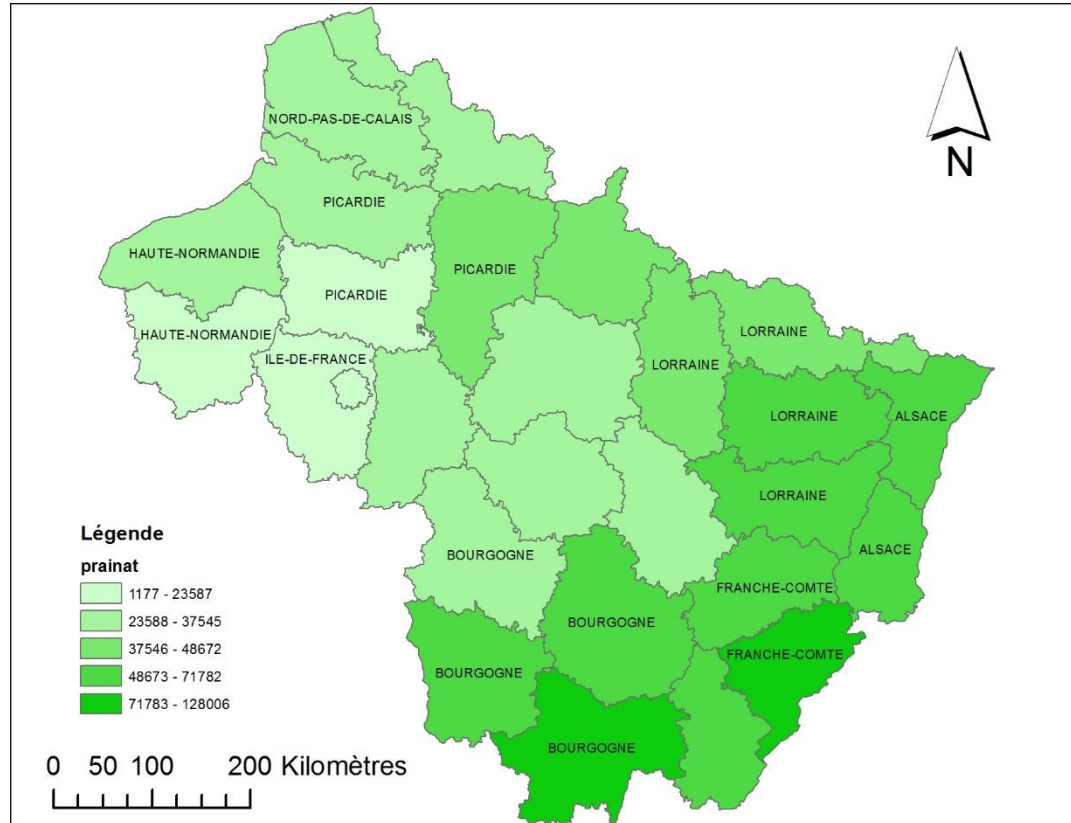 N
NORD-PAS-DE-CALAIS
PICARDIE
HAUTE-NORMANDIE
PICARDIE
PICARDIE
HAUTE-NORMANDIE
LORRAINE
ILE-DE-FRANCE
LORRAINE
LORRAINE
ALSACE
LORRAINE
BOURGOGNE
ALSACE
FRANCHE-COMTE
BOURGOGNE
FRANCHE-COMTE
BOURGOGNE
BOURGOGNE
Légende
prainat
1177 - 23587
23588 - 37545
37546 - 48672
48673 - 71782
71783 - 128006
0 50 100 200 Kilomètres